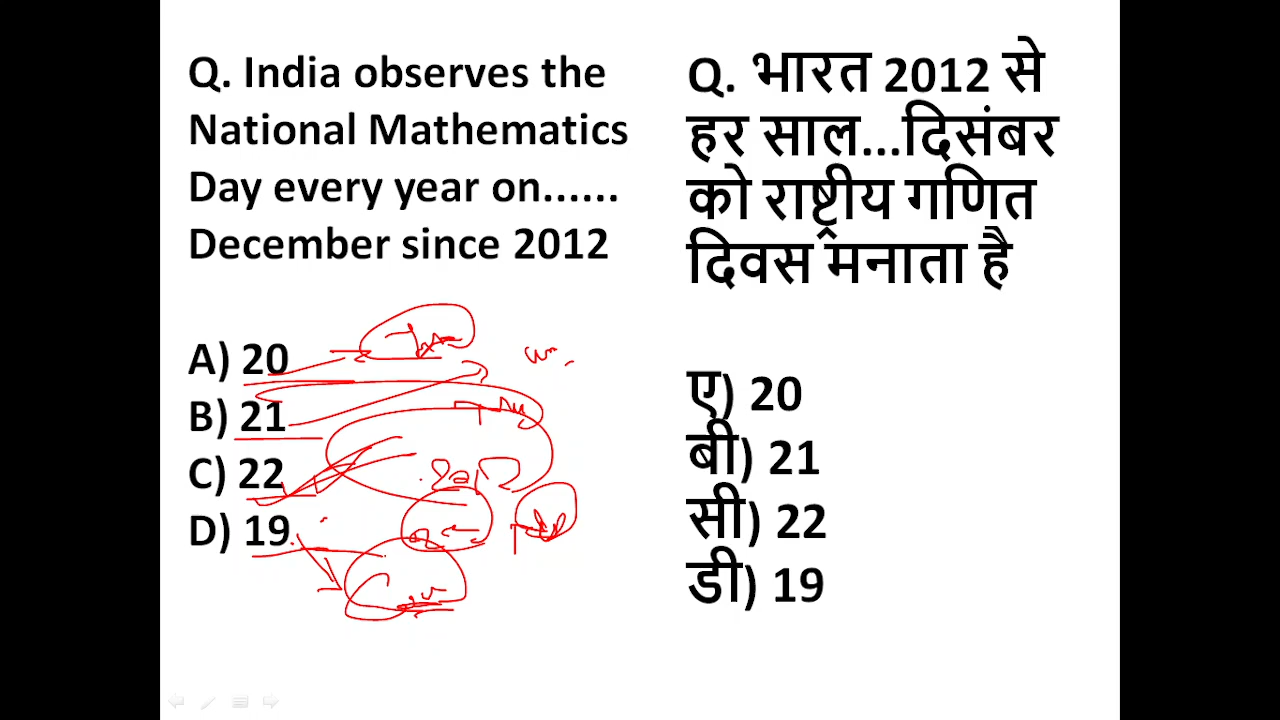 Q. India observes the
National Mathematics
Day every year on......
December since 2012
A) 20
B) 21
C) 22
D) 19
Q. भारत 2012 से
हर साल...दिसंबर
को राष्ट्रीय गणित
दिवस मनाता है
ए) 20
बी) 21
सी) 22
डी) 19